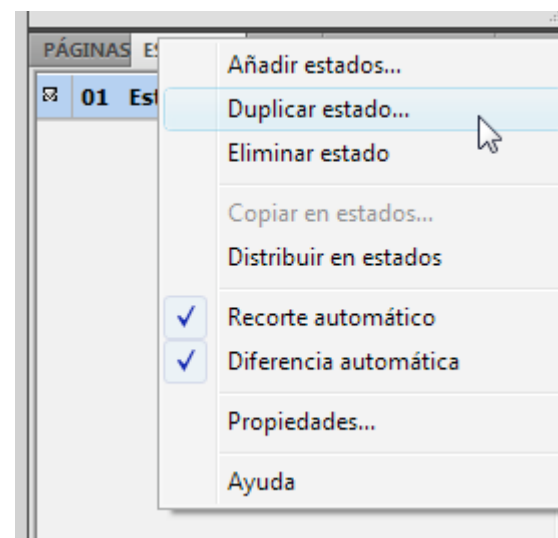 PÁGINAS
01
Añadir estados...
Duplicar estado...
Eliminar estado
Copiar en estados...
Distribuir en estados
Recorte automático
Diferencia automática
Propiedades...
Ayuda